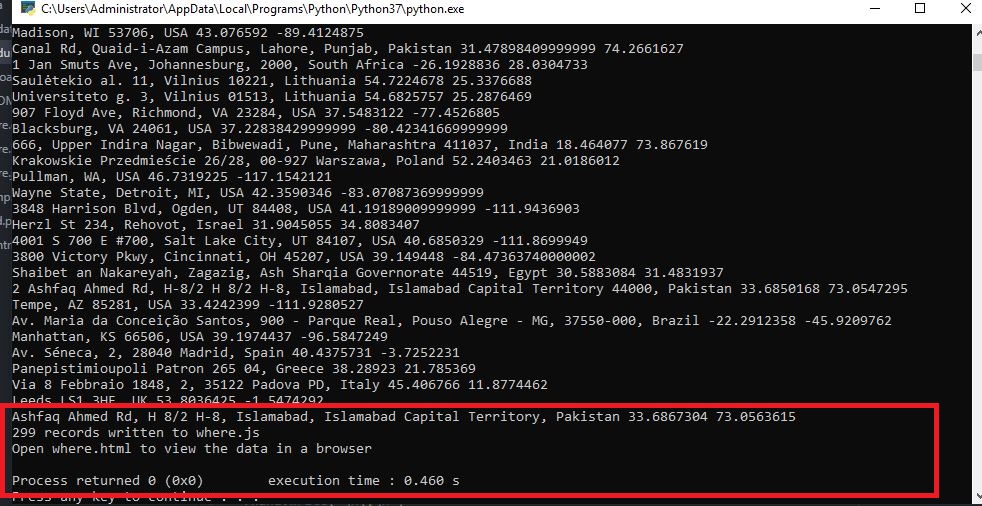 C:\Users\Administrator\AppData\Local\Programs\Python\Python37\python.exe
Madison, WI 53706, USA 43.076592 -89.4124875
Canal Rd, Quaid-i-Azam Campus, Lahore, Punjab, Pakistan 31.47898409999999 74.2661627
1 Jan Smuts Ave, Johannesburg, 2000, South Africa -26.1928836 28.0304733
Saulėtekio al. 11, Vilnius 10221, Lithuania 54.7224678 25.3376688
Universiteto g. 3, Vilnius 01513, Lithuania 54.6825757 25.2876469
907 Floyd Ave, Richmond, VA 23284, USA 37.5483122 -77.4526805
Blacksburg, VA 24061, USA 37.22838429999999 -80.42341669999999
666, Upper Indira Nagar, Bibwewadi, Pune, Maharashtra 411037, India 18.464077 73.867619
Krakowskie Przedmieście 26/28, 00-927 Warszawa, Poland 52.2403463 21.0186012
Pullman, WA, USA 46.7319225 -117.1542121
Wayne State, Detroit, MI, USA 42.3590346 -83.07087369999999
3848 Harrison Blvd, Ogden, UT 84408, USA 41.19189009999999 -111.9436903
Herzl St 234, Rehovot, Israel 31.9045055 34.8083407
4001 S 700 E #700, Salt Lake City, UT 84107, USA 40.6850329 -111.8699949
3800 Victory Pkwy, Cincinnati, OH 45207, USA 39.149448 -84.47363740000002
Shaibet an Nakareyah, Zagazig, Ash Sharqia Governorate 44519, Egypt 30.5883084 31.4831937
2 Ashfaq Ahmed Rd, H-8/2 H 8/2 H-8, Islamabad, Islamabad Capital Territory 44000, Pakistan 33.6850168 73.0547295
Tempe, AZ 85281, USA 33.4242399 -111.9280527
Av. Maria da Conceição Santos, 900 - Parque Real, Pouso Alegre - MG, 37550-000, Brazil -22.2912358 -45.9209762
Manhattan, KS 66506, USA 39.1974437 -96.5847249
Av. Séneca, 2, 28040 Madrid, Spain 40.4375731 -3.7252231
Panepistimioupoli Patron 265 04, Greece 38.28923 21.785369
Via 8 Febbraio 1848, 2, 35122 Padova PD, Italy 45.406766 11.8774462
Leeds LS1 3HE, UK 53.8036425 -1.5474292
Ashfaq Ahmed Rd, H 8/2 H-8, Islamabad, Islamabad Capital Territory, Pakistan 33.6867304 73.0563615
299 records written to where.js
Open where.html to view the data in a browser
Process returned 0 (0x0) execution time : 0.460 s
Press any key to continue . . .